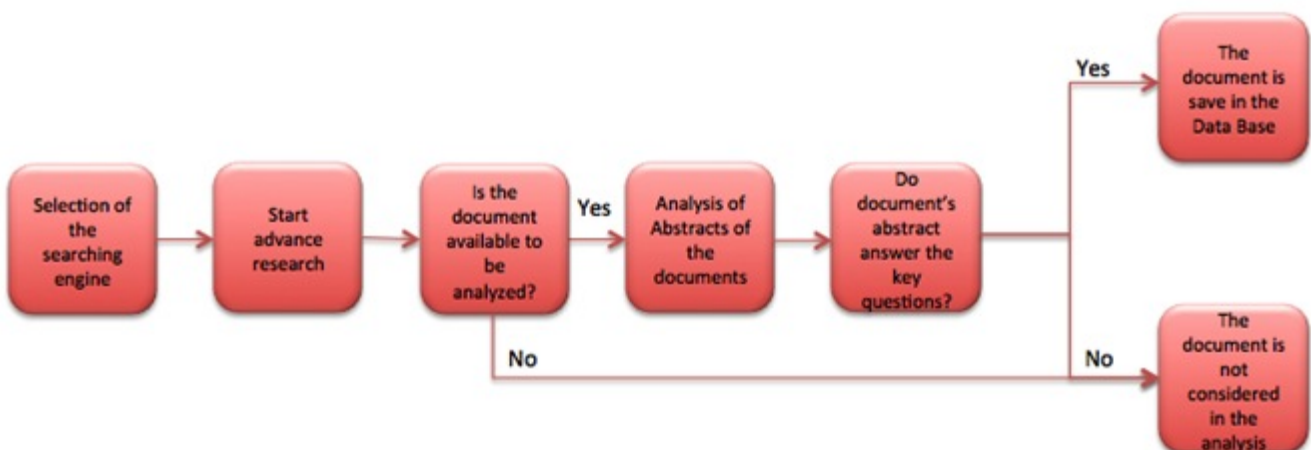 Selection of
the
searching
engine
Start
advance
research
Is the
document
available to
be
analyzed?
Yes
No
Analysis of
Abstracts of
the
documents
Do
document's
abstract
answer the
key
questions?
Yes
The
document is
save in the
Data Base
No
The
document is
not
considered
in the
analysis